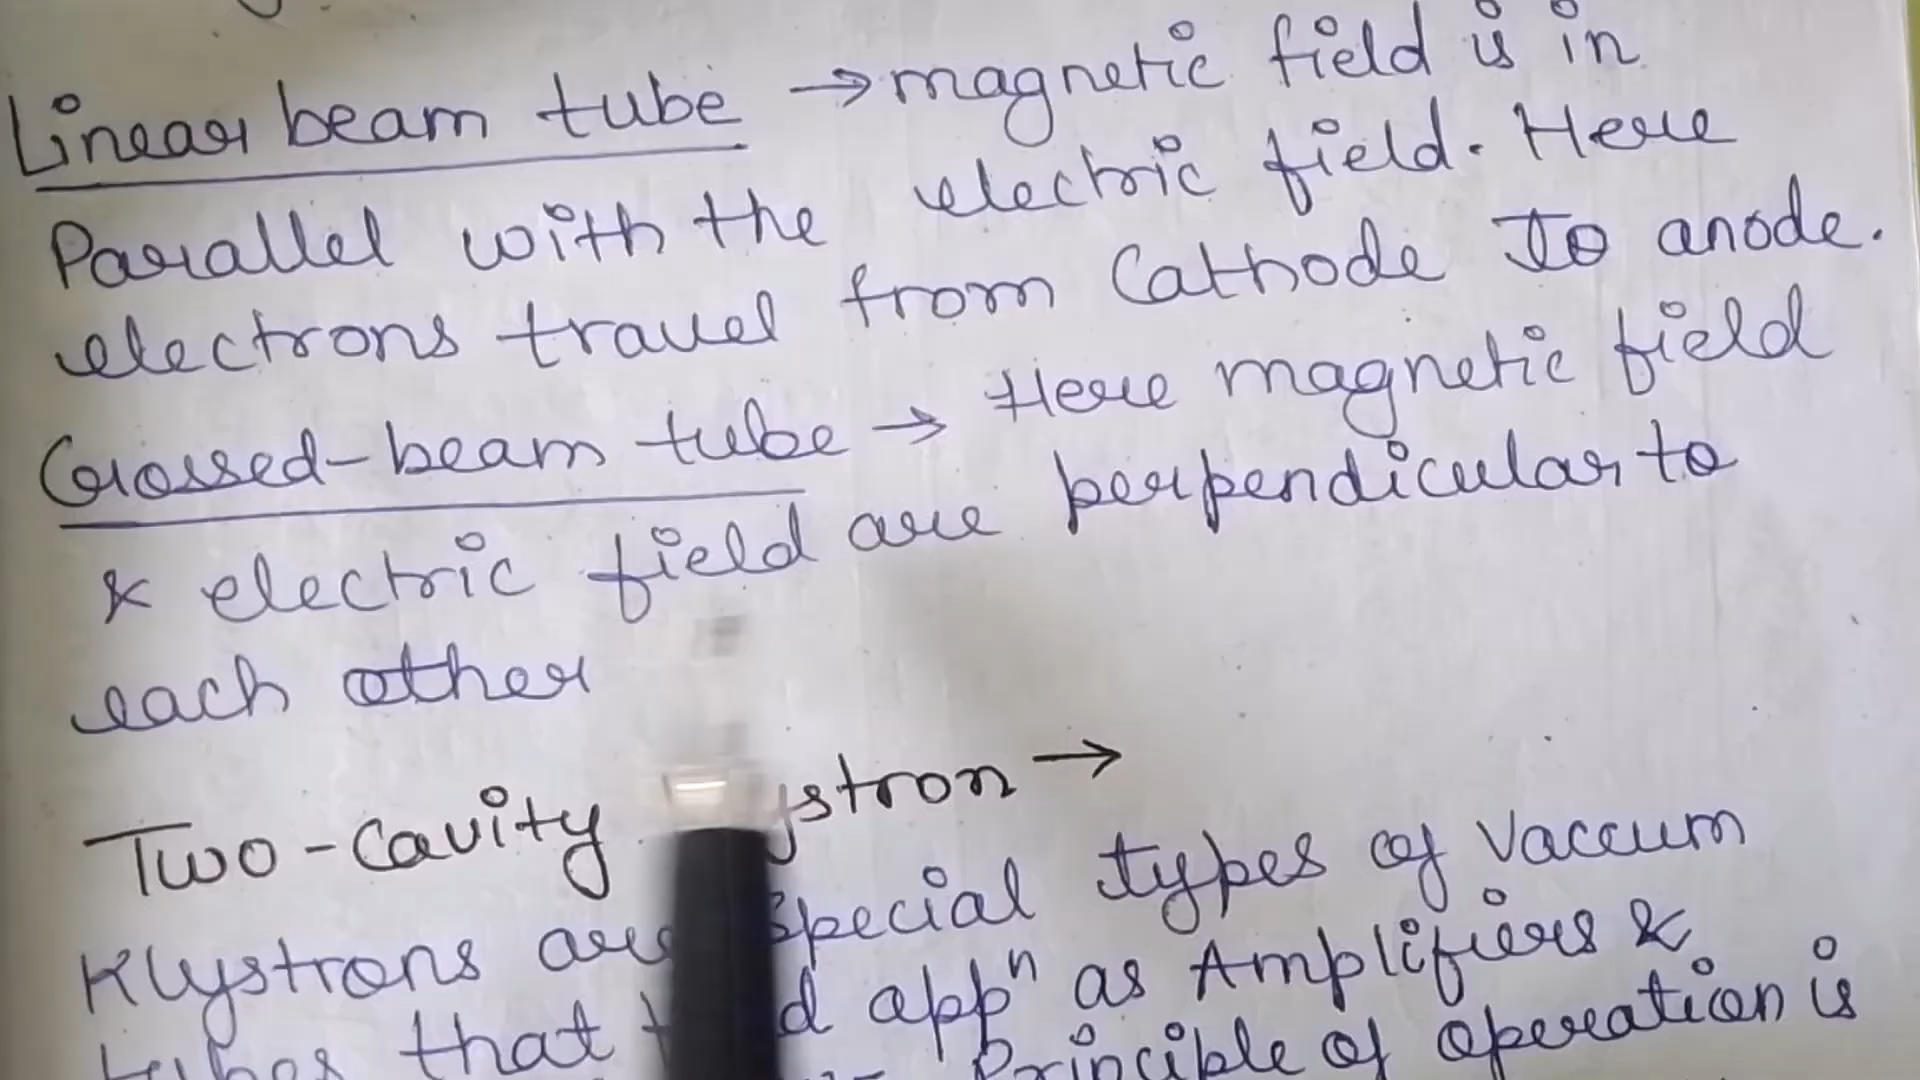 Linear beam tube → magnetic field is in
Parallel with the electric field. Here
electrons travel from Cathode To anode.
Crossed-beam tube → Here magnetic field
& electric field are perpendicular to
each other
Two-Cavity →
Klystrons are special types of Vaccum
tubes that appⁿ as Amplifiers &
Principle of operation is